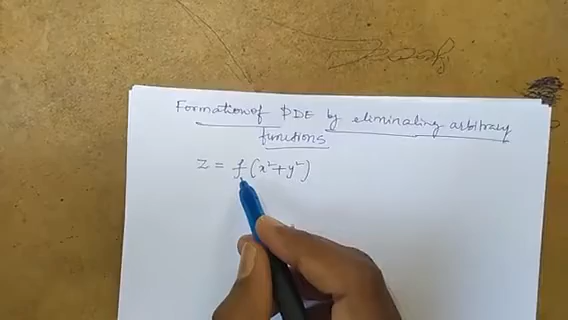 Formation of PDE by eliminating arbitrary
functions
Z = f(x²+y²)